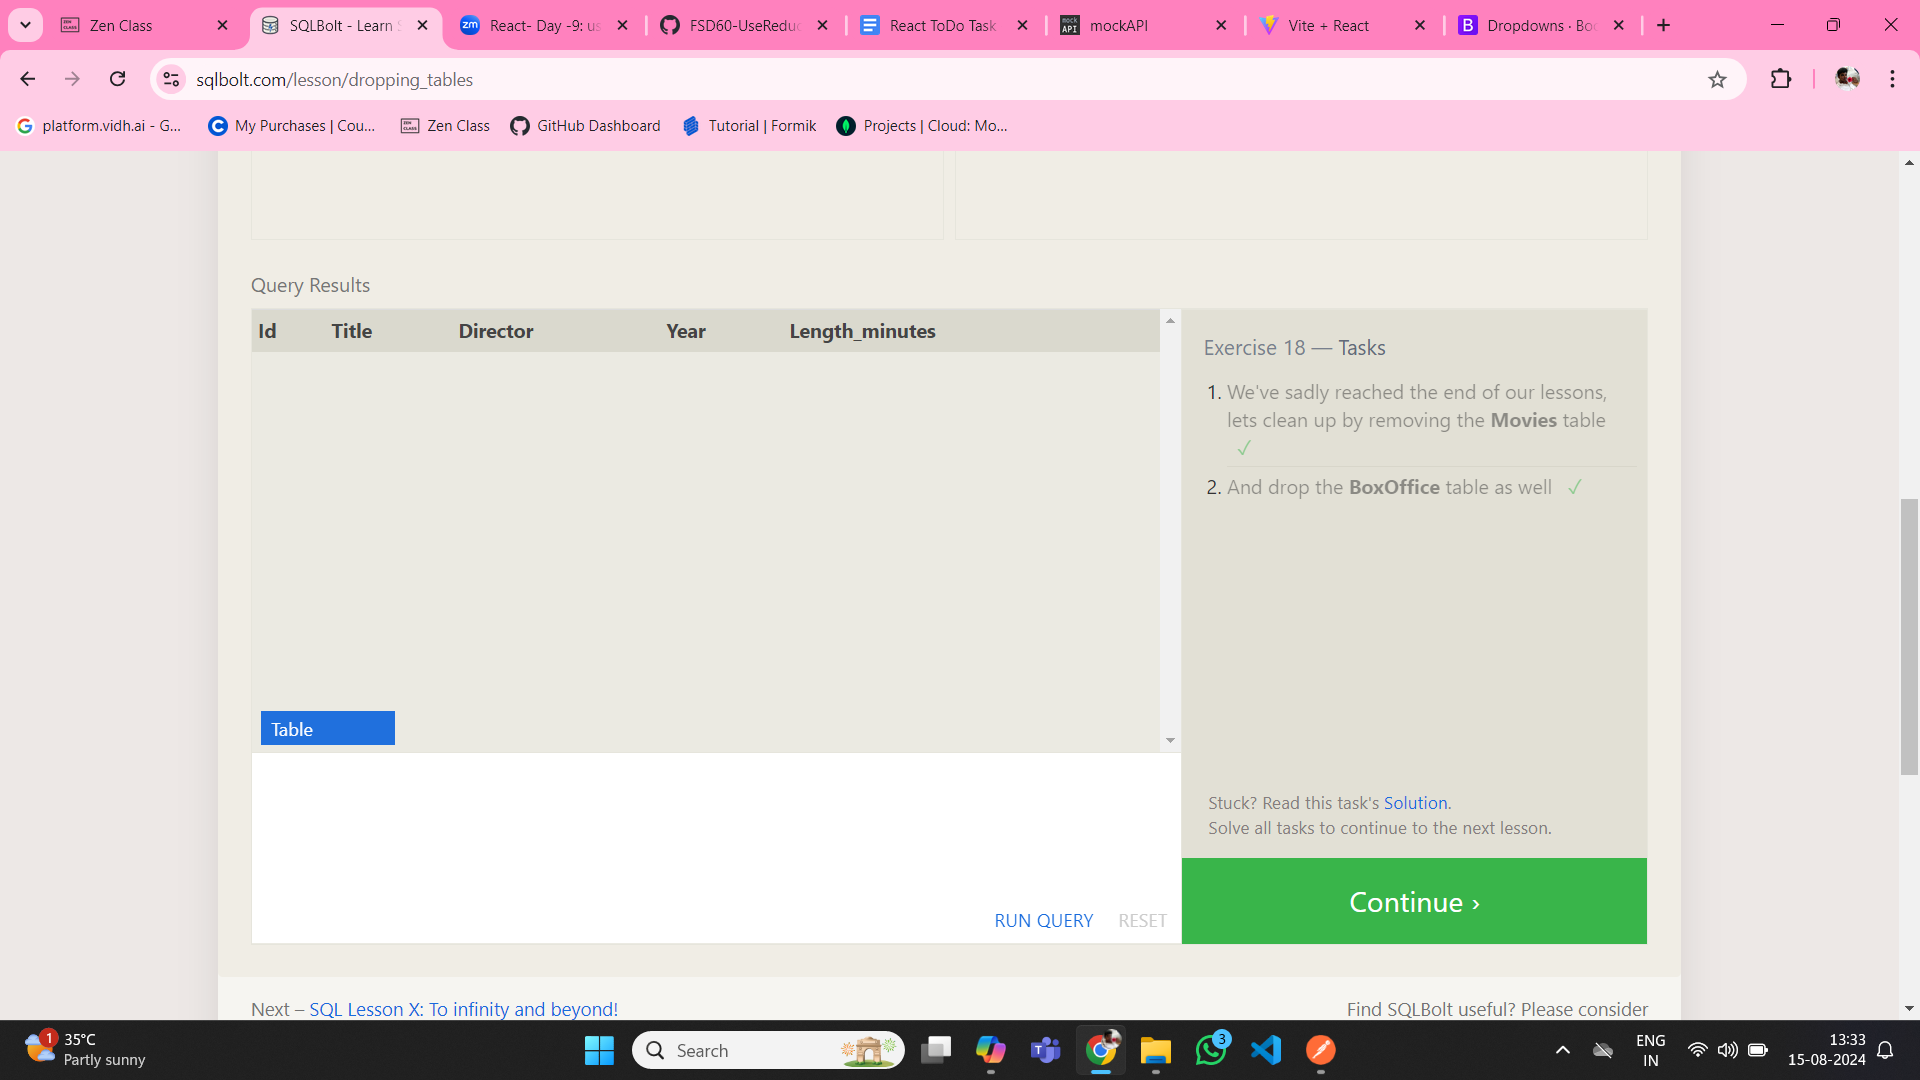 Zen Class
SQLBolt - Learn S
zm React- Day -9: us
FSD60-UseReduc
React ToDo Task
mock API mockAPI
Vite + React
B Dropdowns · Boo
sqlbolt.com/lesson/dropping_tables
platform.vidh.ai - G...
My Purchases | Cou...
ZEN CLASS Zen Class
GitHub Dashboard
Tutorial | Formik
Projects | Cloud: Mo...
Query Results
Id Title Director Year Length_minutes
Table
RUN QUERY RESET
Exercise 18 — Tasks
1. We've sadly reached the end of our lessons,
lets clean up by removing the Movies table
✓
2. And drop the BoxOffice table as well ✓
Stuck? Read this task's Solution.
Solve all tasks to continue to the next lesson.
Continue ›
Next – SQL Lesson X: To infinity and beyond!
Find SQLBolt useful? Please consider
1
35°C
Partly sunny
Search
3
ENG
IN
13:33
15-08-2024